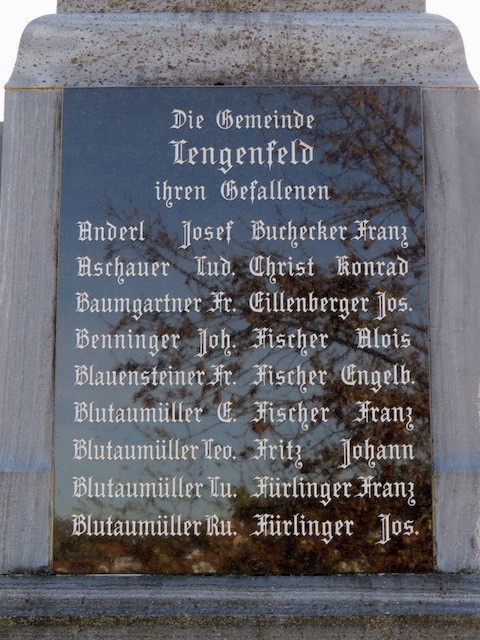 Die Gemeinde
Lengenfeld
ihren Gefallenen
Anderl Josef Buchecker Franz
Aschauer Lud. Christ Konrad
Baumgartner Fr. Eillenberger Jos.
Benninger Joh. Fischer Alois
Blauensteiner Fr. Fischer Engelb.
Blutaumüller E. Fischer Franz
Blutaumüller Leo. Fritz Johann
Blutaumüller Lu. Fürlinger Franz
Blutaumüller Ru. Fürlinger Jos.